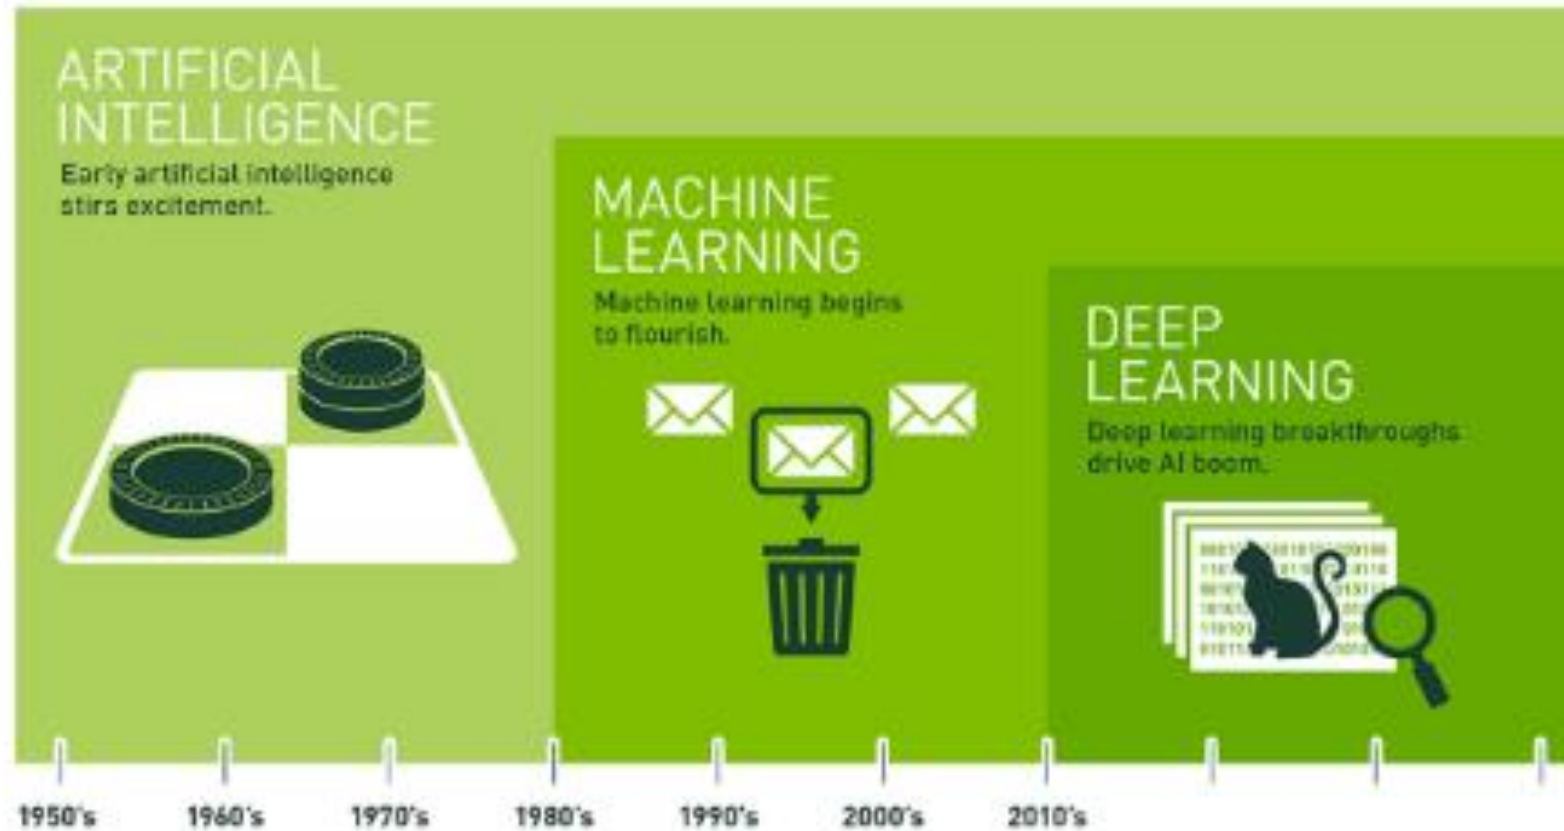 ARTIFICIAL
INTELLIGENCE
Early artificial intelligence
stirs excitement.
MACHINE
LEARNING
Machine learning begins
to flourish.
DEEP
LEARNING
Deep learning breakthroughs
drive AI boom.
1950's 1960's 1970's 1980's 1990's 2000's 2010's